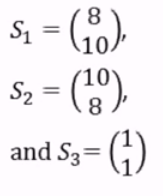 S₁ = (8
10),
S₂ = (10
8),
and S₃= (1
1)